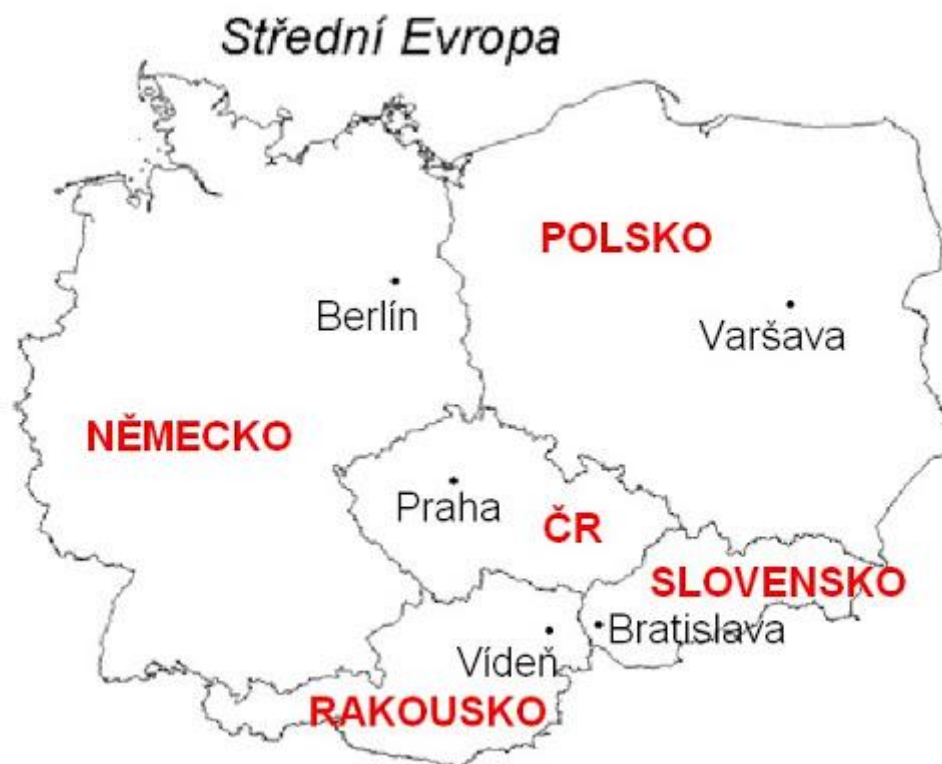 Střední Evropa
POLSKO
Berlín
Varšava
NĚMECKO
Praha
ČR
SLOVENSKO
Bratislava
Vídeň
RAKOUSKO